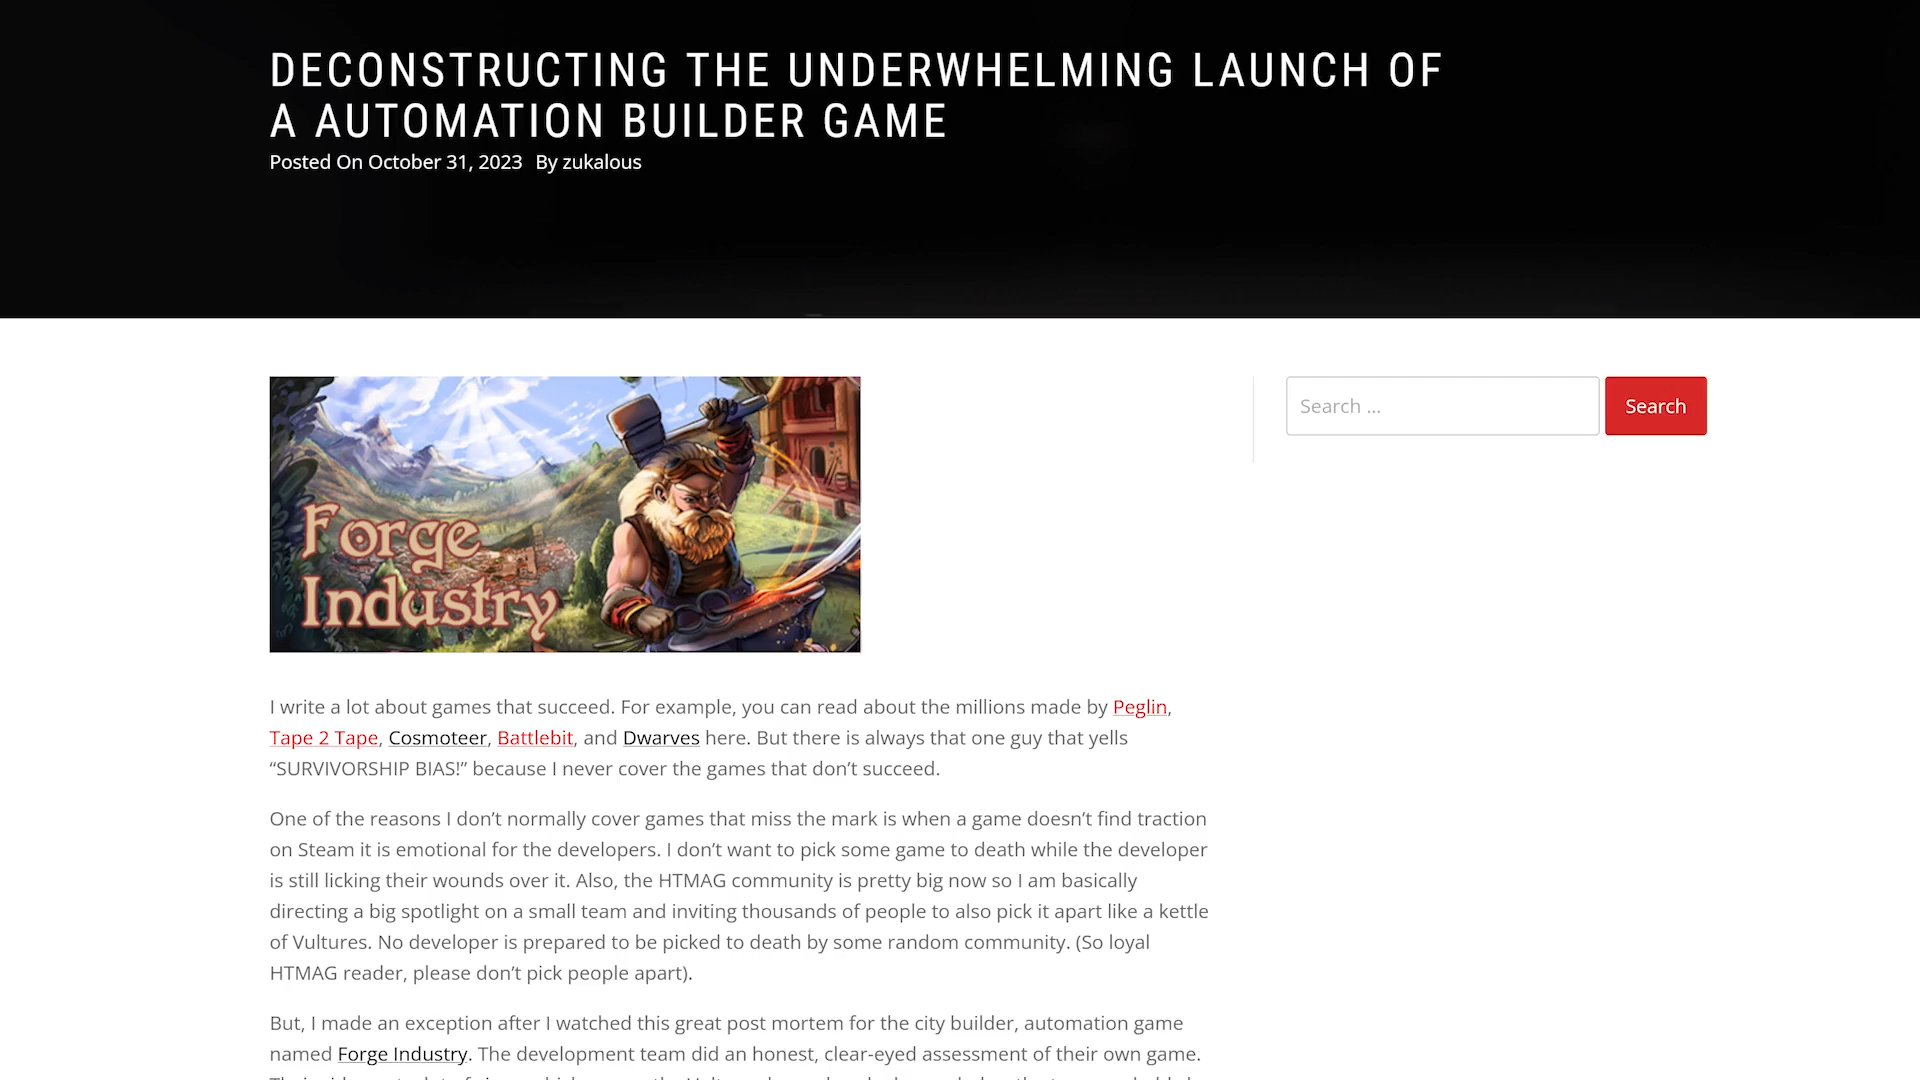 DECONSTRUCTING THE UNDERWHELMING LAUNCH OF
A AUTOMATION BUILDER GAME
Posted On October 31, 2023 By zukalous
Search ...
Search
Forge
Industry
I write a lot about games that succeed. For example, you can read about the millions made by Peglin,
Tape 2 Tape, Cosmoteer, Battlebit, and Dwarves here. But there is always that one guy that yells
“SURVIVORSHIP BIAS!” because I never cover the games that don’t succeed.
One of the reasons I don’t normally cover games that miss the mark is when a game doesn’t find traction
on Steam it is emotional for the developers. I don’t want to pick some game to death while the developer
is still licking their wounds over it. Also, the HTMAG community is pretty big now so I am basically
directing a big spotlight on a small team and inviting thousands of people to also pick it apart like a kettle
of Vultures. No developer is prepared to be picked to death by some random community. (So loyal
HTMAG reader, please don’t pick people apart).
But, I made an exception after I watched this great post mortem for the city builder, automation game
named Forge Industry. The development team did an honest, clear-eyed assessment of their own game.